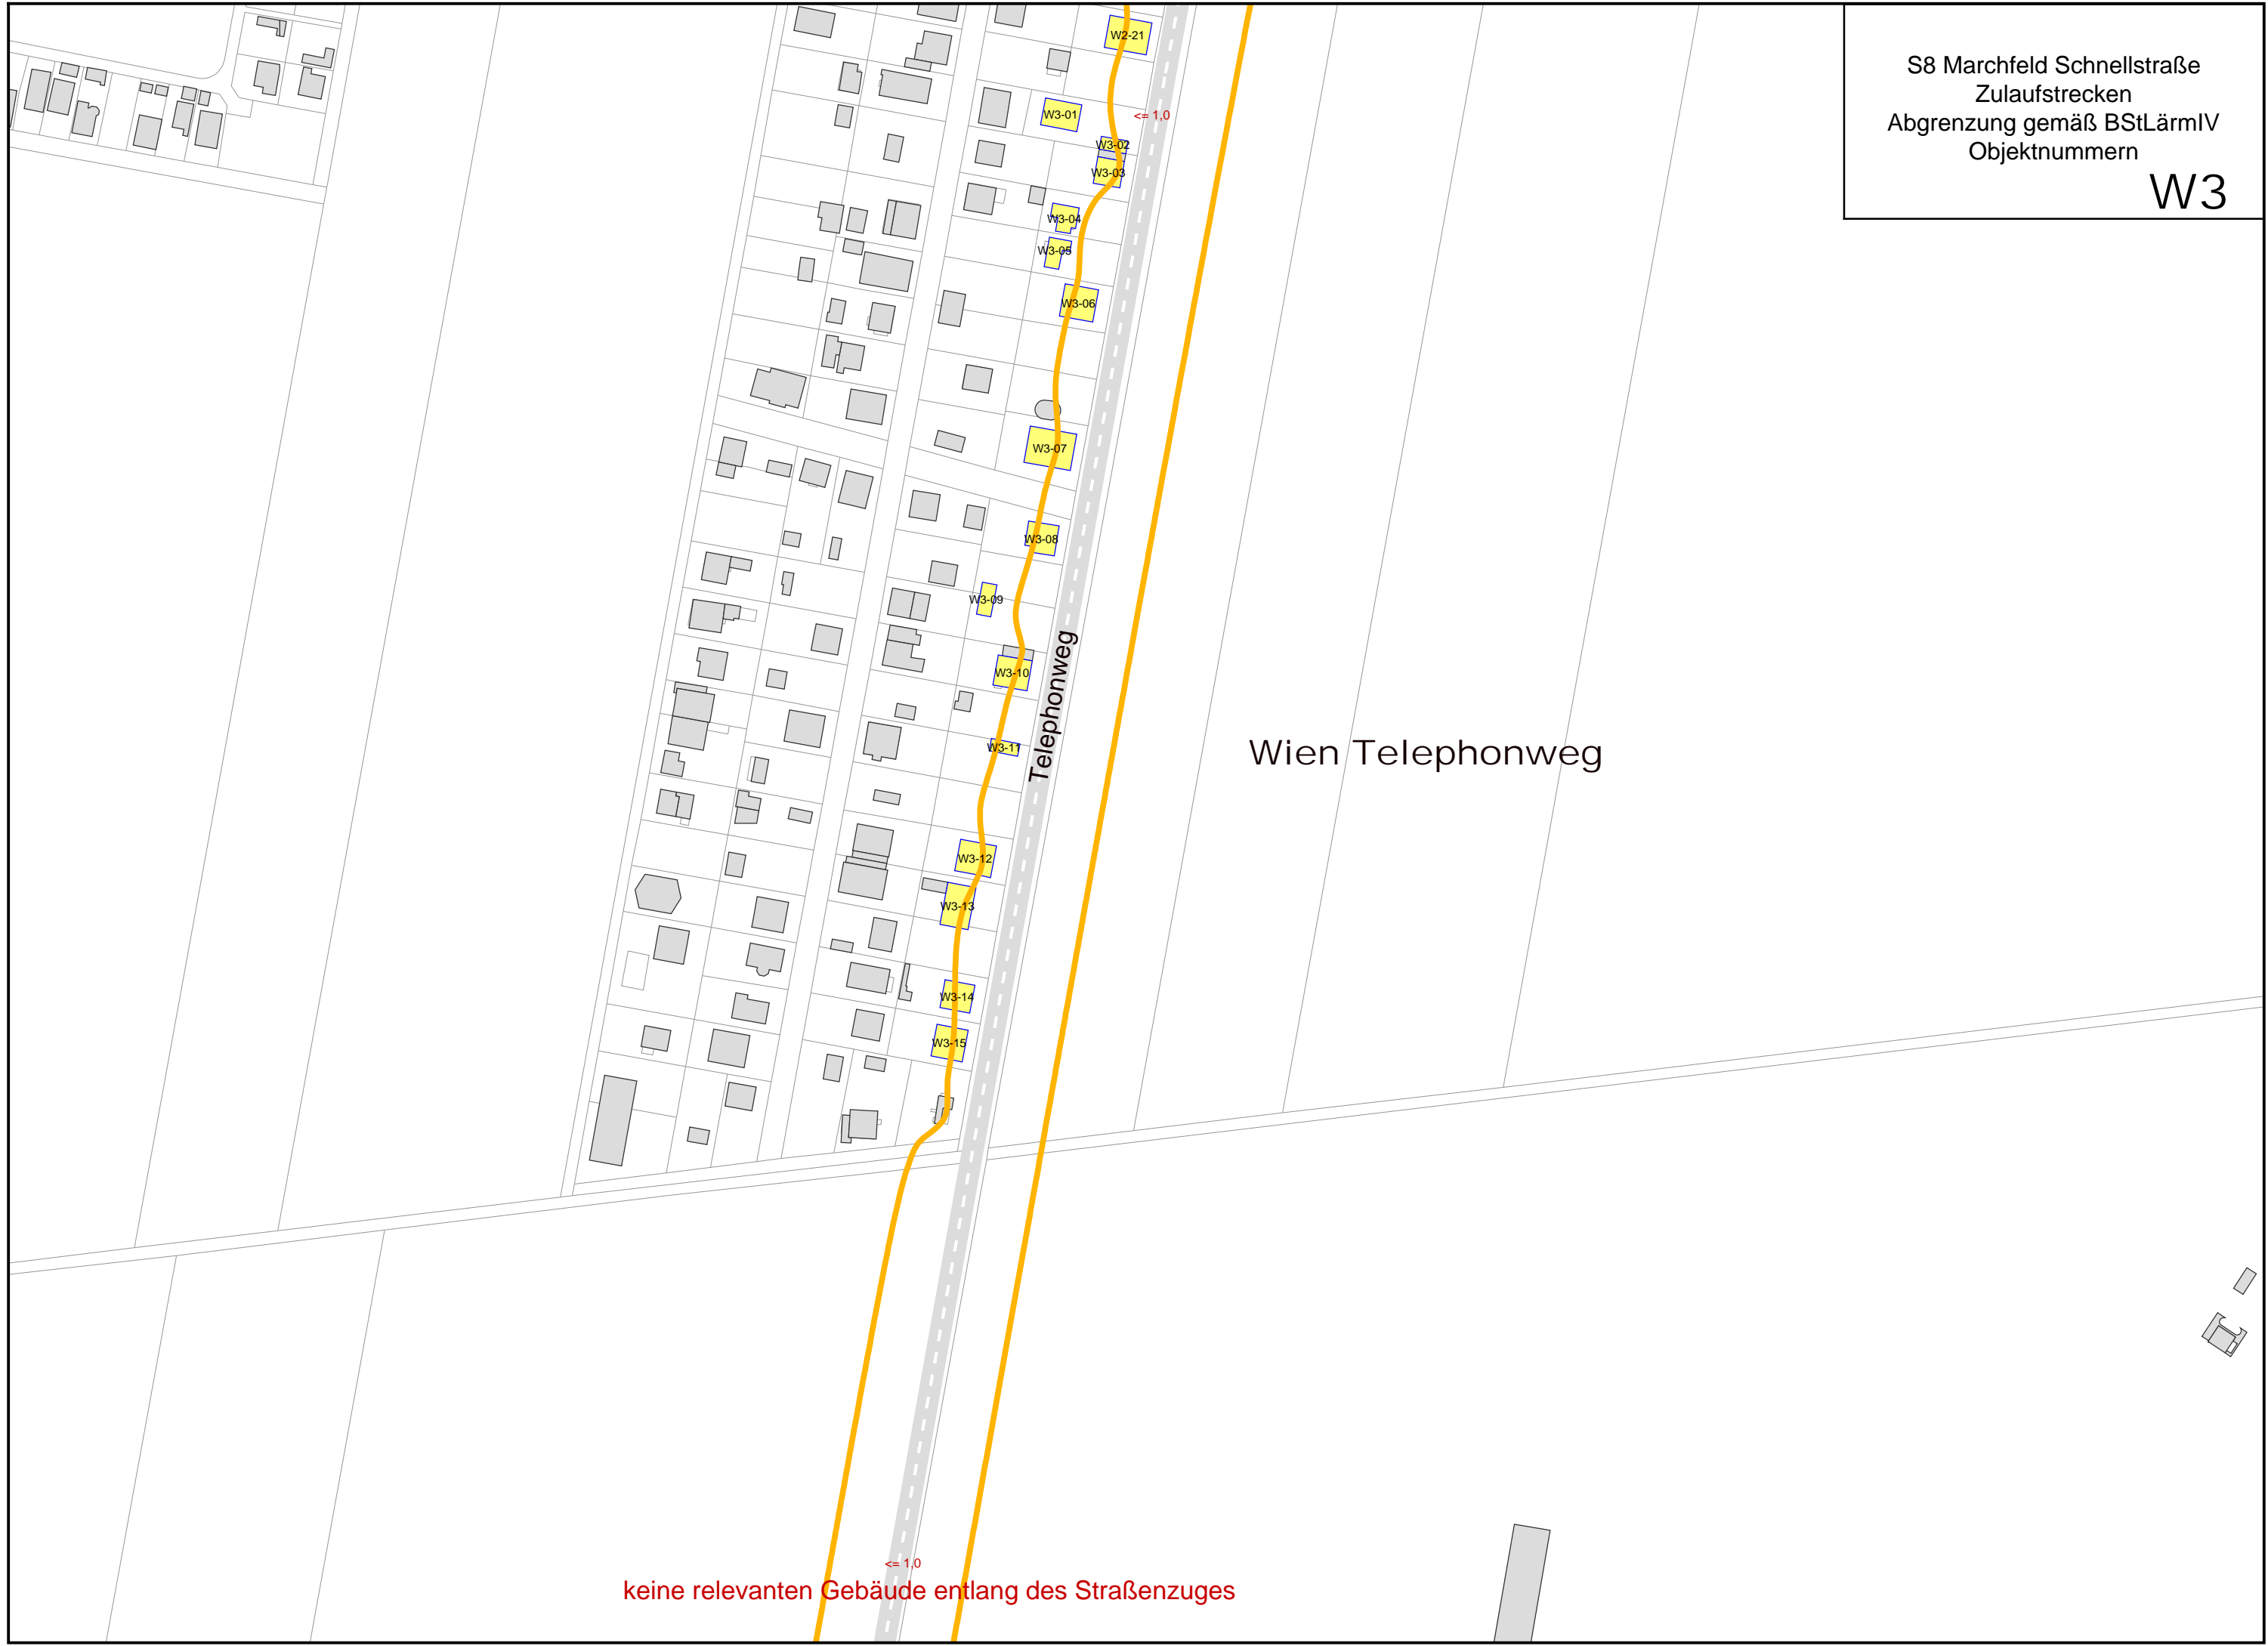 S8 Marchfeld Schnellstraße
Zulaufstrecken
Abgrenzung gemäß BStLärmIV
Objektnummern
W3
W2-21
W3-01
<= 1,0
W3-02
W3-03
W3-04
W3-05
W3-06
W3-07
W3-08
W3-09
W3-10
Telephonweg
W3-11
Wien Telephonweg
W3-12
W3-13
W3-14
W3-15
<= 1,0
keine relevanten Gebäude entlang des Straßenzuges